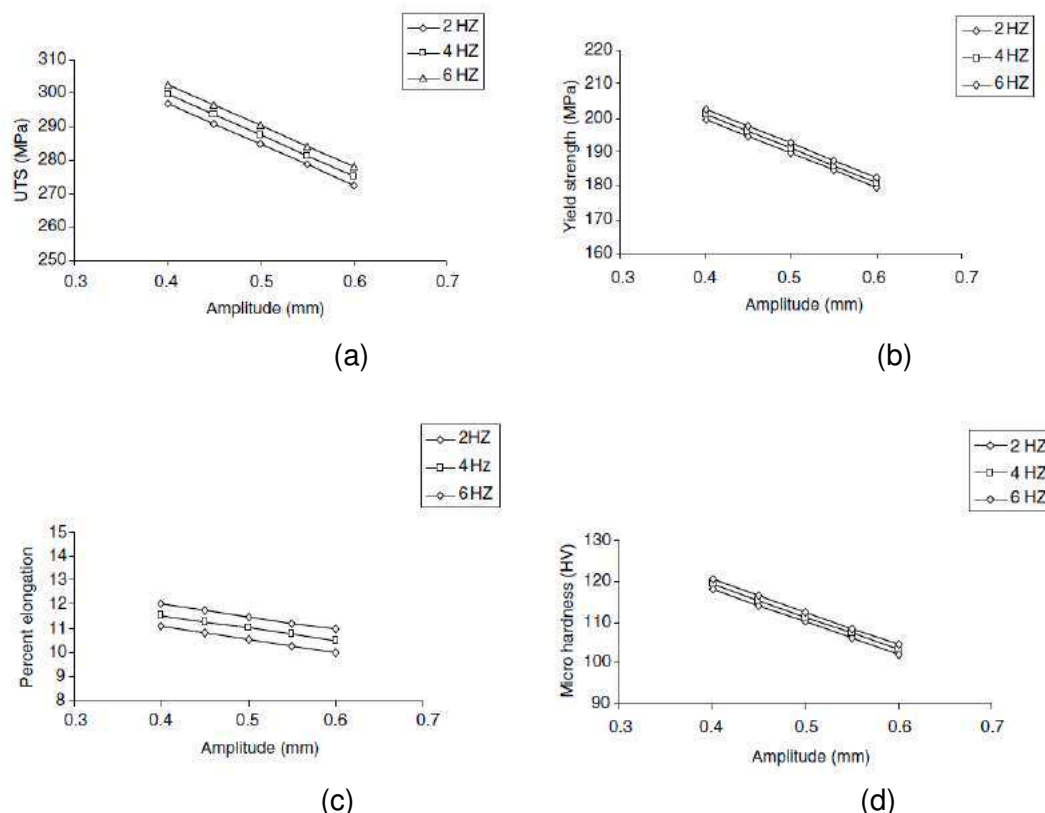 2 HZ
4 HZ
6 HZ
310
300
290
280
270
260
250
0.3 0.4 0.5 0.6 0.7
UTS (MPa)
Amplitude (mm)
(a)
2 HZ
4 HZ
6 HZ
220
210
200
190
180
170
160
0.3 0.4 0.5 0.6 0.7
Yield strength (MPa)
Amplitude (mm)
(b)
2HZ
4Hz
6HZ
15
14
13
12
11
10
9
8
0.3 0.4 0.5 0.6 0.7
Percent elongation
Amplitude (mm)
(c)
2 HZ
4 HZ
6 HZ
130
120
110
100
90
0.3 0.4 0.5 0.6 0.7
Micro hardness (HV)
Amplitude (mm)
(d)